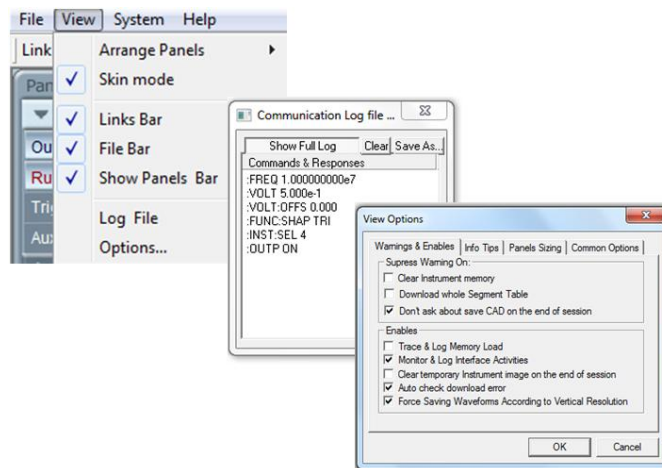 File View System Help
Link
Arrange Panels
Pan
Skin mode
Links Bar
Ou
File Bar
Ru
Show Panels Bar
Tri
Log File
Aux
Options...
Communication Log file ...
Show Full Log Clear Save As...
Commands & Responses
:FREQ 1.000000000e7
:VOLT 5.000e-1
:VOLT:OFFS 0.000
:FUNC:SHAP TRI
:INST:SEL 4
:OUTP ON
View Options
Warnings & Enables Info Tips Panels Sizing Common Options
Supress Warning On:
Clear Instrument memory
Download whole Segment Table
Don't ask about save CAD on the end of session
Enables
Trace & Log Memory Load
Monitor & Log Interface Activities
Clear temporary Instrument image on the end of session
Auto check download error
Force Saving Waveforms According to Vertical Resolution
OK Cancel